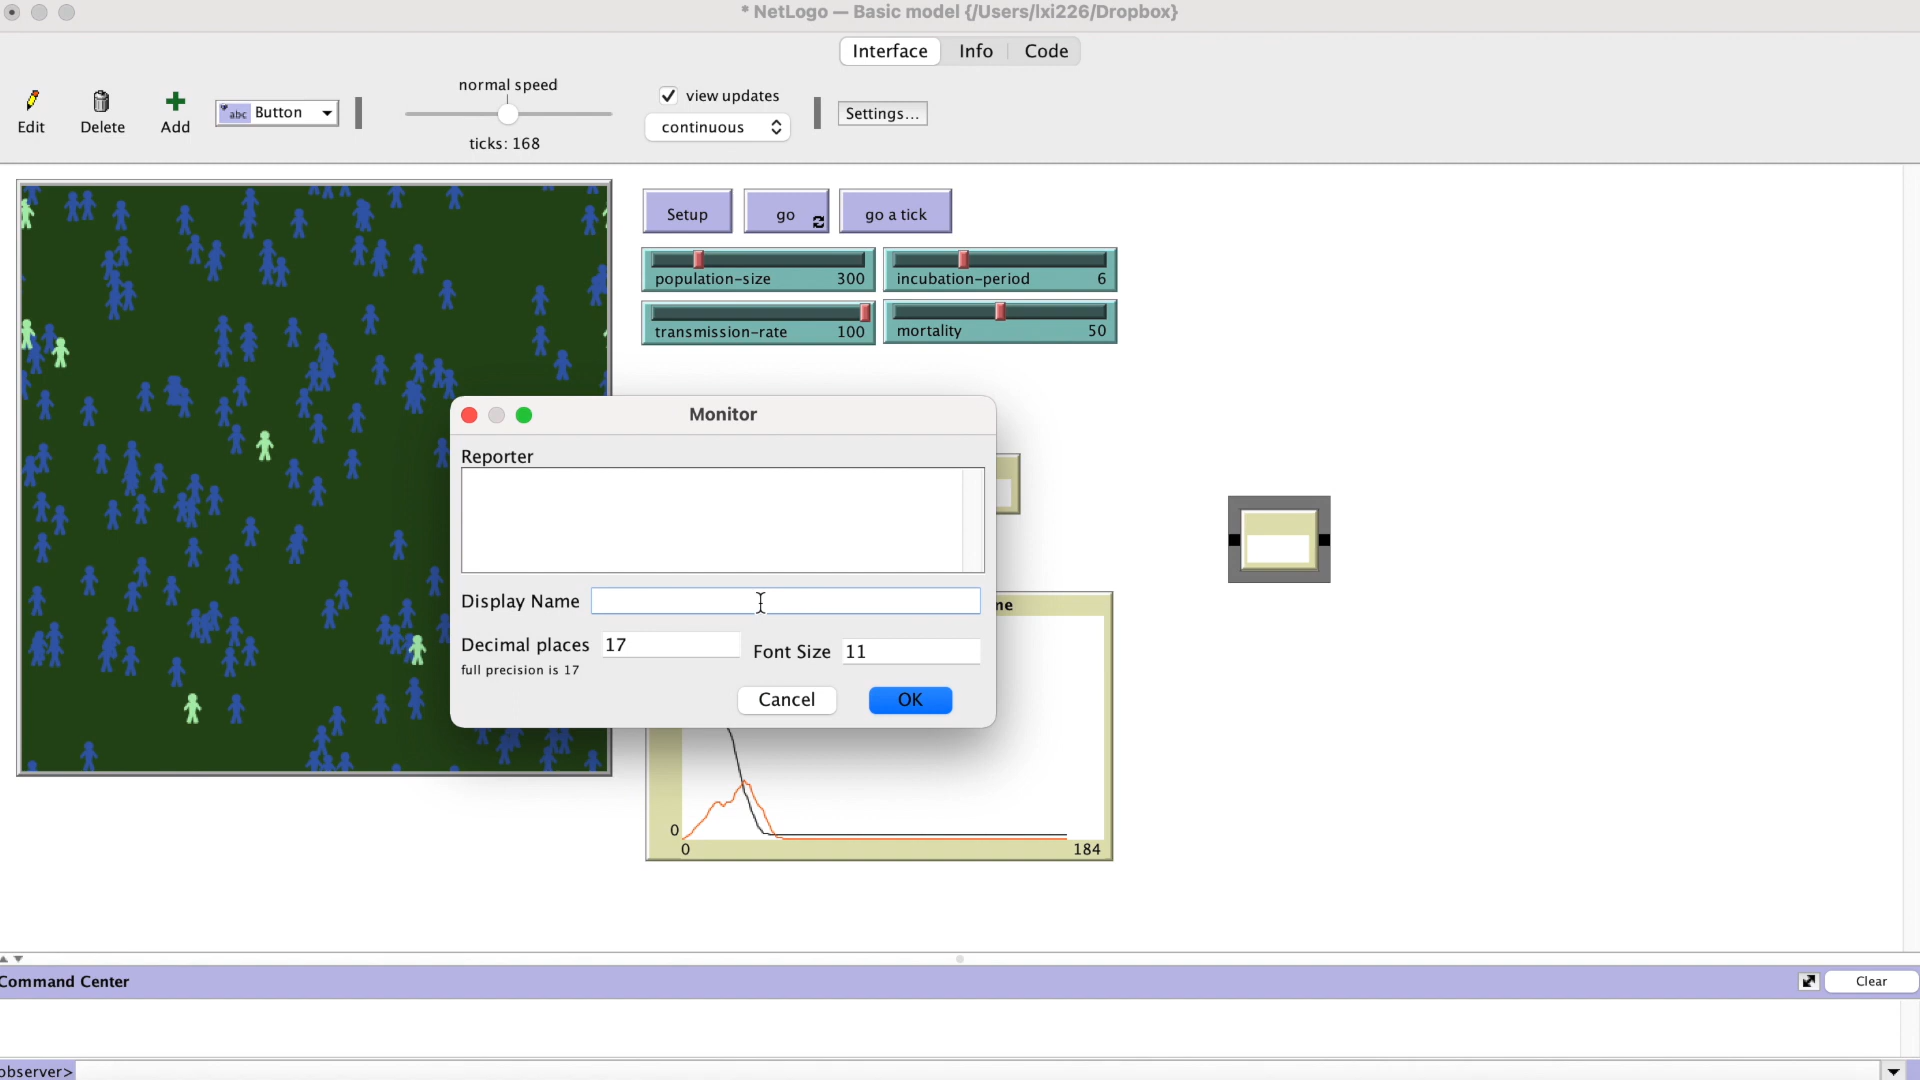 * NetLogo — Basic model {/Users/lxi226/Dropbox}
Interface Info Code
Edit Delete Add abc Button
normal speed
ticks: 168
view updates
continuous
Settings...
Setup go go a tick
population-size 300 incubation-period 6
transmission-rate 100 mortality 50
Monitor
Reporter
Display Name
Decimal places 17 Font Size 11
full precision is 17
Cancel OK
me
0
0 184
Command Center Clear
observer>